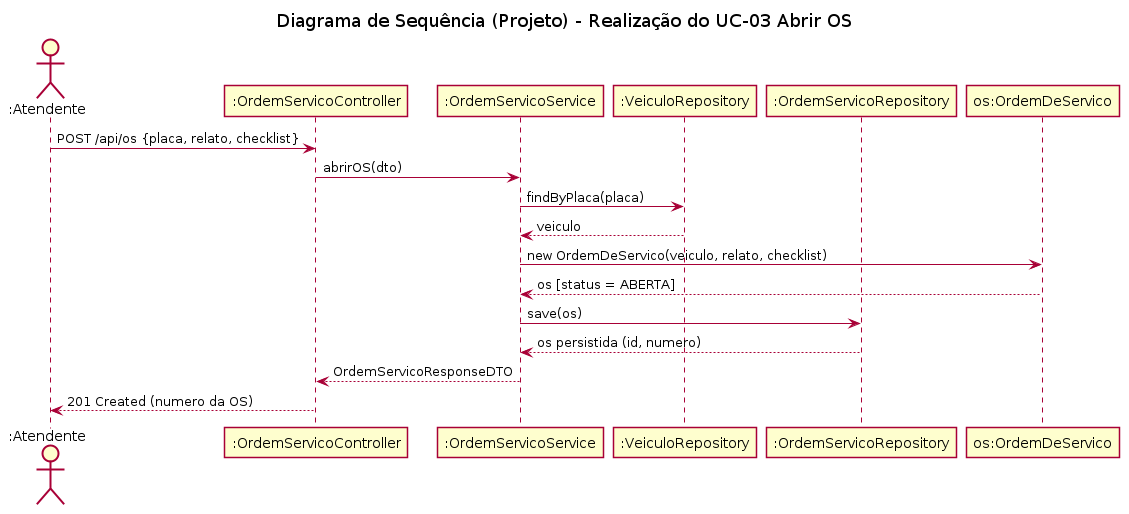 Diagrama de Sequência (Projeto) - Realização do UC-03 Abrir OS
:Atendente
:OrdemServicoController
:OrdemServicoService
:VeiculoRepository
:OrdemServicoRepository
os:OrdemDeServico
POST /api/os {placa, relato, checklist}
abrirOS(dto)
findByPlaca(placa)
veiculo
new OrdemDeServico(veiculo, relato, checklist)
os [status = ABERTA]
save(os)
os persistida (id, numero)
OrdemServicoResponseDTO
201 Created (numero da OS)
:Atendente
:OrdemServicoController
:OrdemServicoService
:VeiculoRepository
:OrdemServicoRepository
os:OrdemDeServico